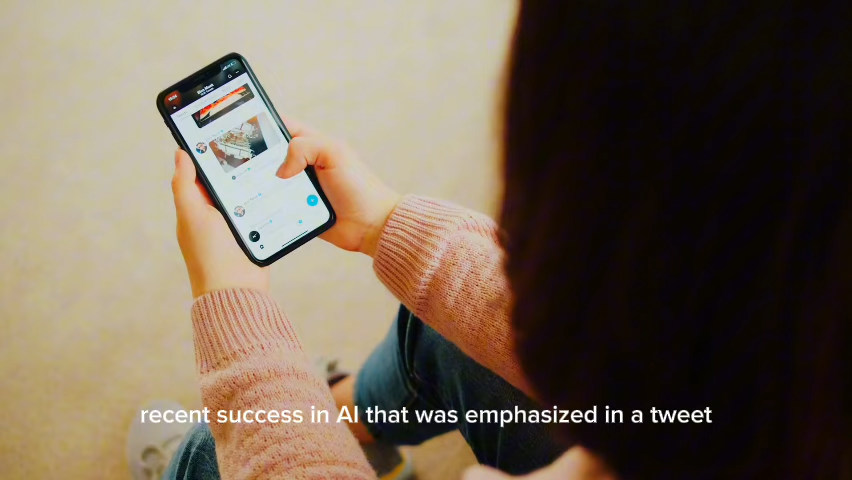 recent success in AI that was emphasized in a tweet